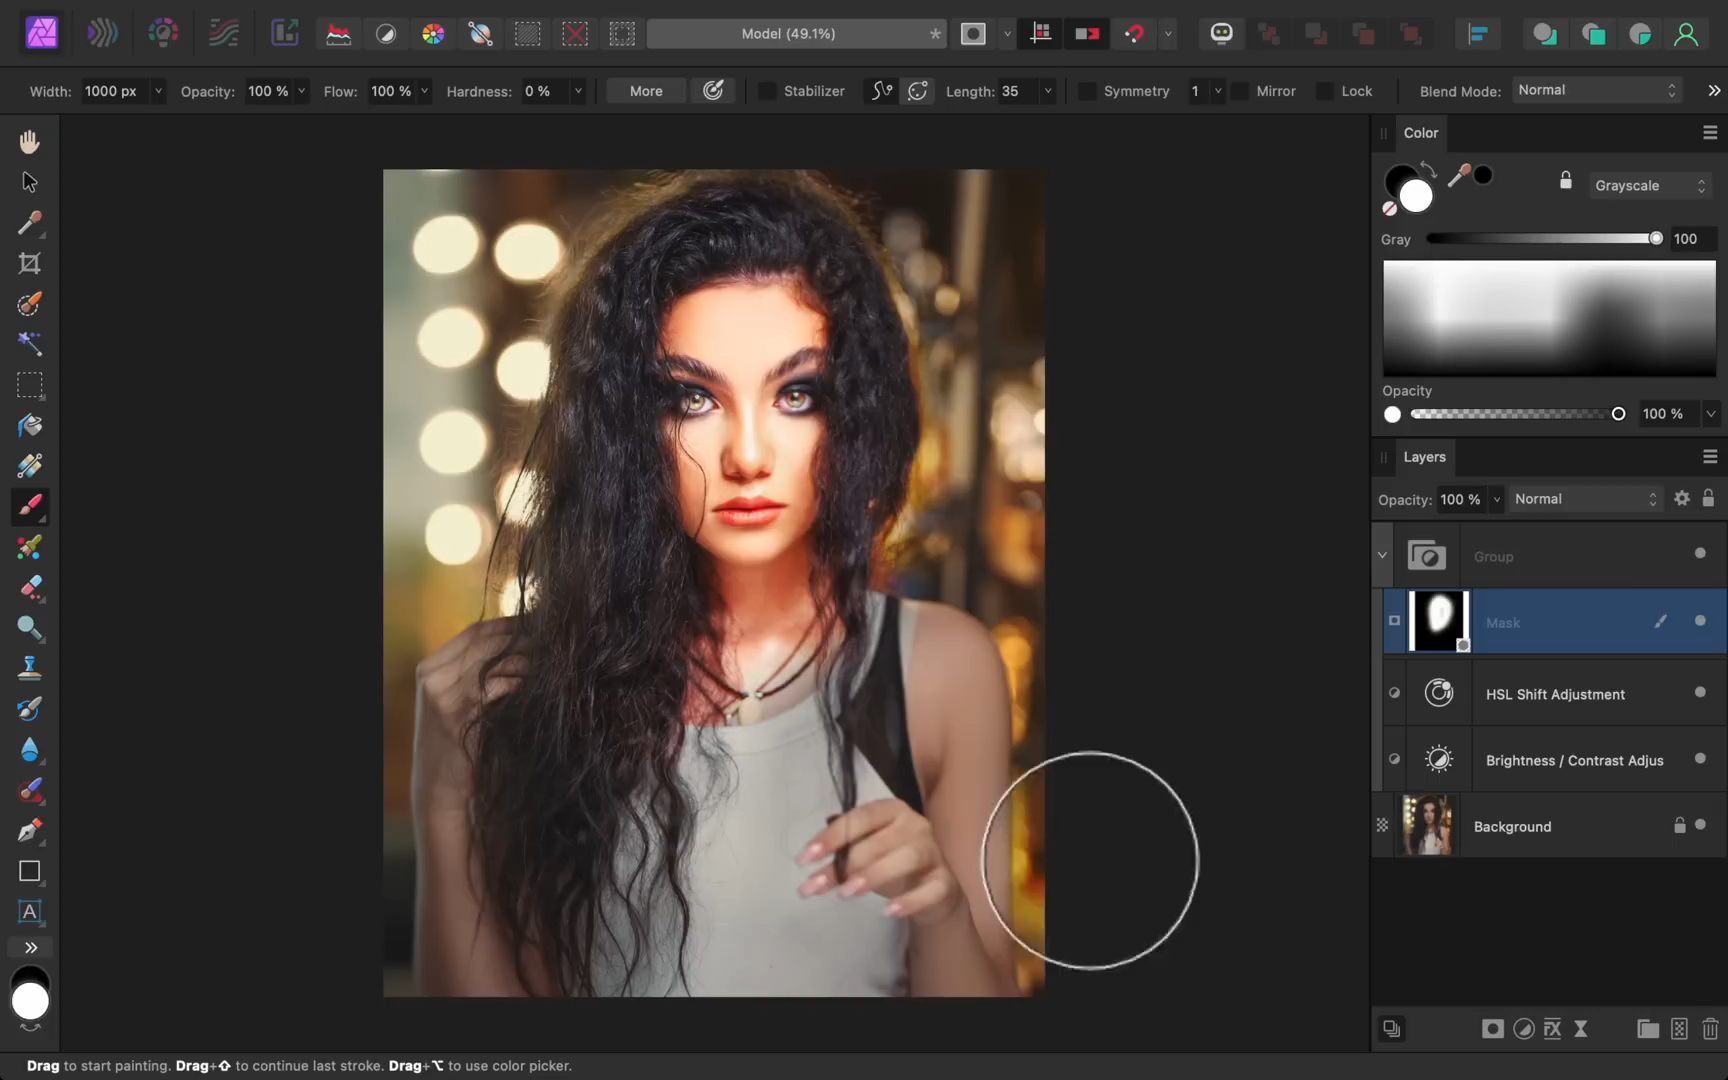 Model (49.1%)
*
Width: 1000 px Opacity: 100 % Flow: 100 % Hardness: 0 % More Stabilizer Length: 35 Symmetry 1 Mirror Lock Blend Mode: Normal
Color
Grayscale
Gray 100
Opacity
100 %
Layers
Opacity: 100 % Normal
Group
Mask
HSL Shift Adjustment
Brightness / Contrast Adjus
Background
A
FX
Drag to start painting. Drag+⇧ to continue last stroke. Drag+⌥ to use color picker.